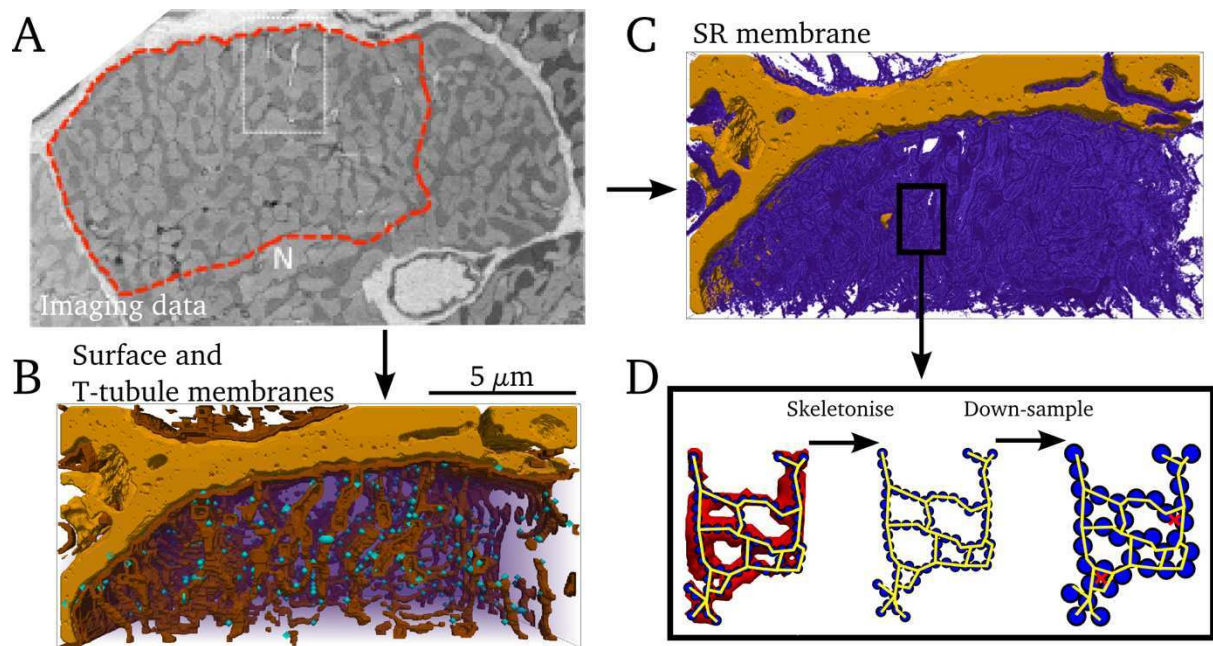 A
N
Imaging data
Surface and
T-tubule membranes
B
5 μm
C
SR membrane
D
Skeletonise
Down-sample